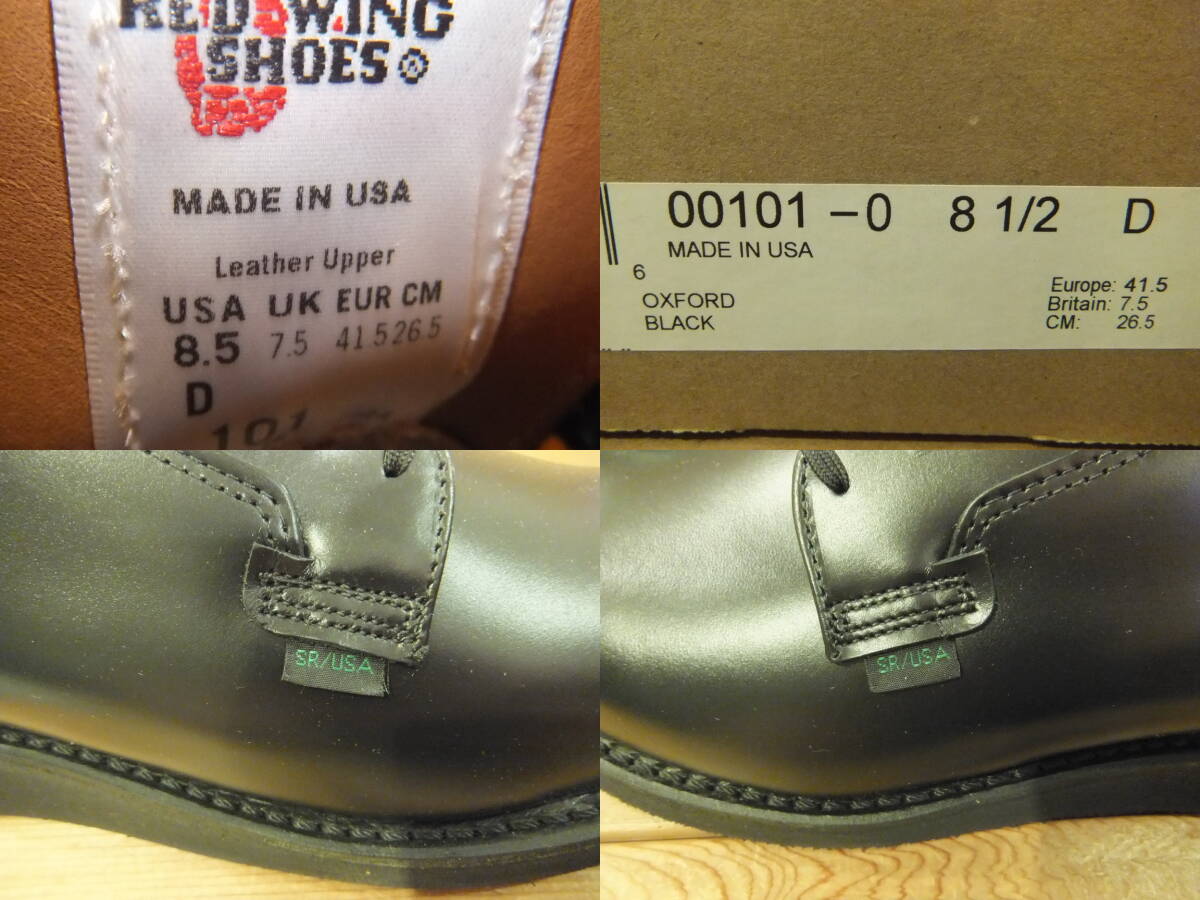 RED WING
SHOES®
MADE IN USA
Leather Upper
USA UK EUR CM
8.5 7.5 41.5 26.5
D
101
00101 -0 8 1/2 D
MADE IN USA
6
OXFORD
BLACK
Europe: 41.5
Britain: 7.5
CM: 26.5
SR/USA
SR/USA